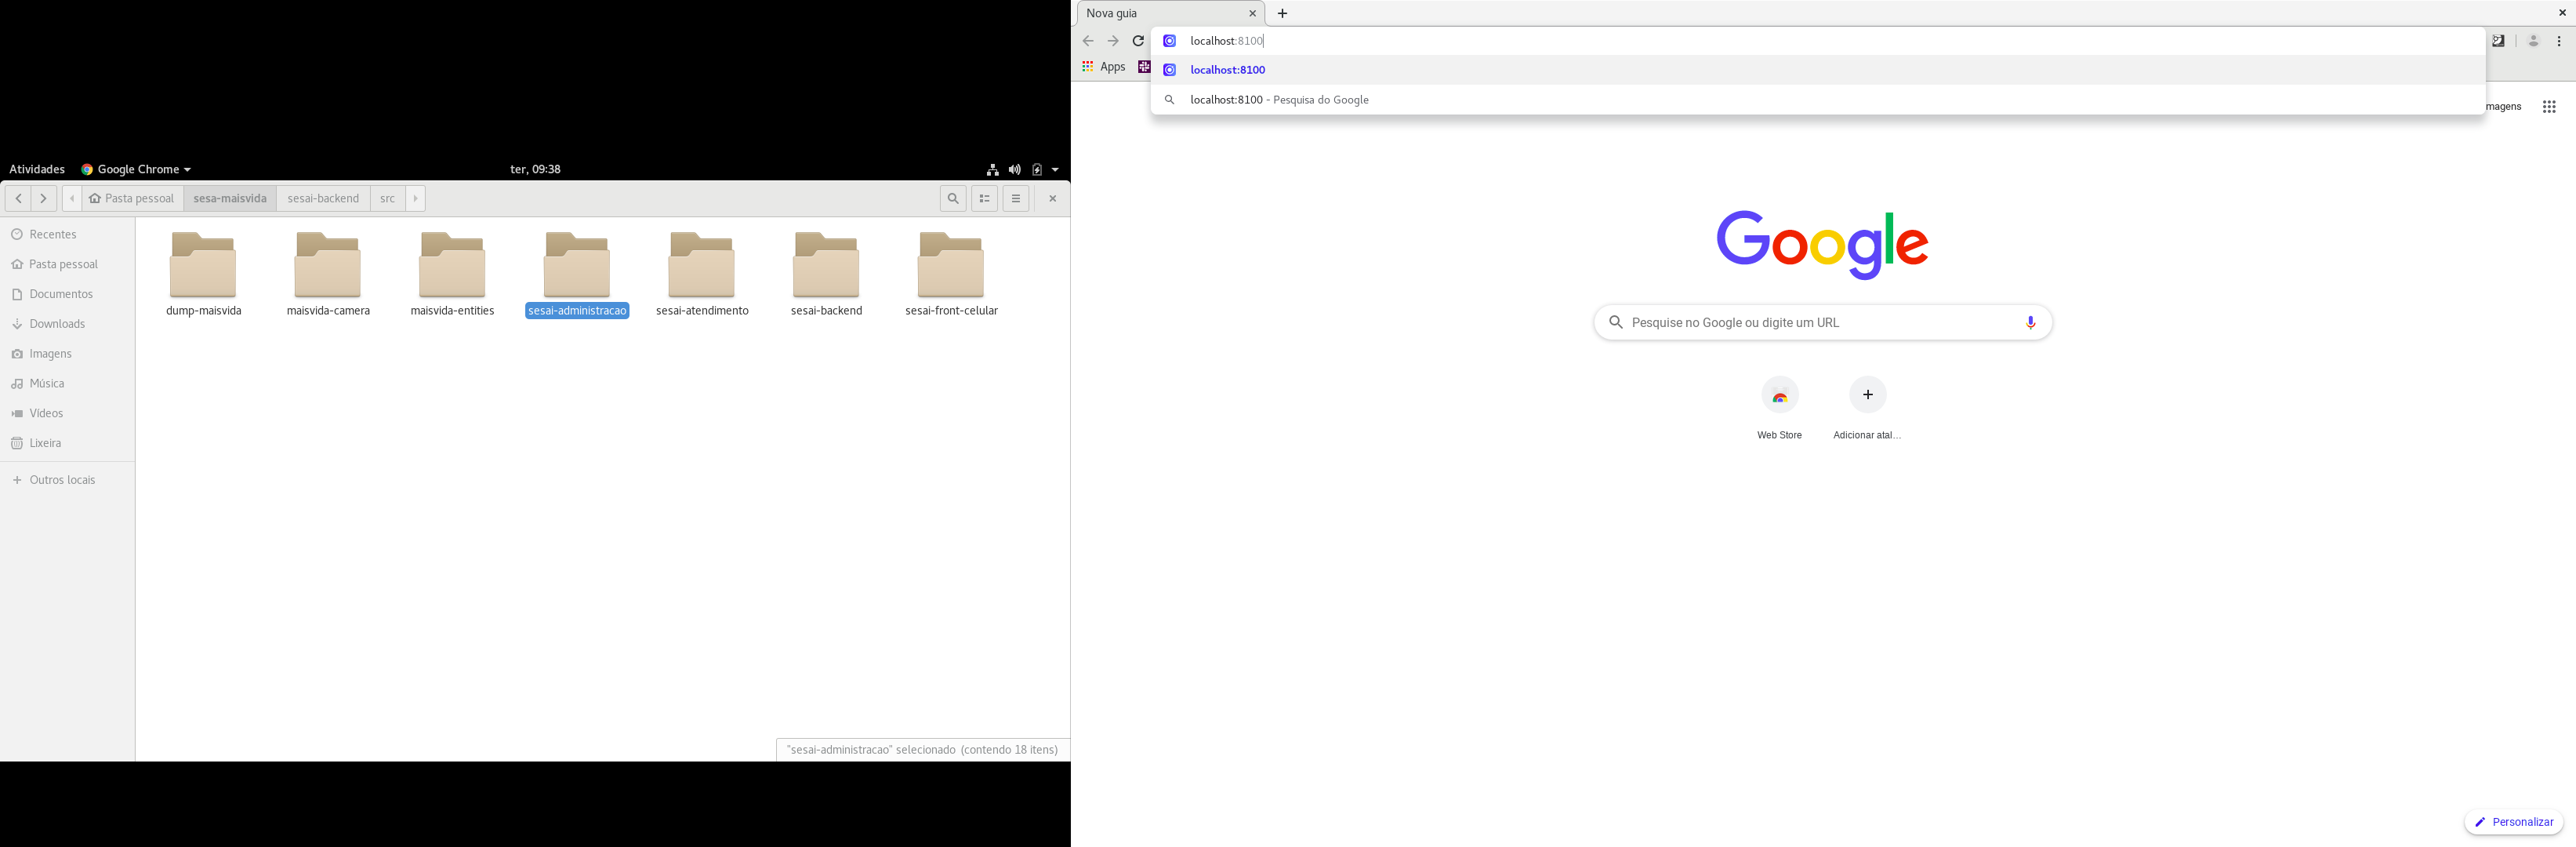 Atividades
Google Chrome
ter, 09:38
Pasta pessoal
sesa-maisvida
sesai-backend
src
Recentes
Pasta pessoal
Documentos
Downloads
Imagens
Música
Vídeos
Lixeira
Outros locais
dump-maisvida
maisvida-camera
maisvida-entities
sesai-administracao
sesai-atendimento
sesai-backend
sesai-front-celular
"sesai-administracao" selecionado (contendo 18 itens)
Nova guia
localhost:8100
Apps
localhost:8100
localhost:8100 - Pesquisa do Google
magens
Google
Pesquise no Google ou digite um URL
Web Store
Adicionar atal...
Personalizar